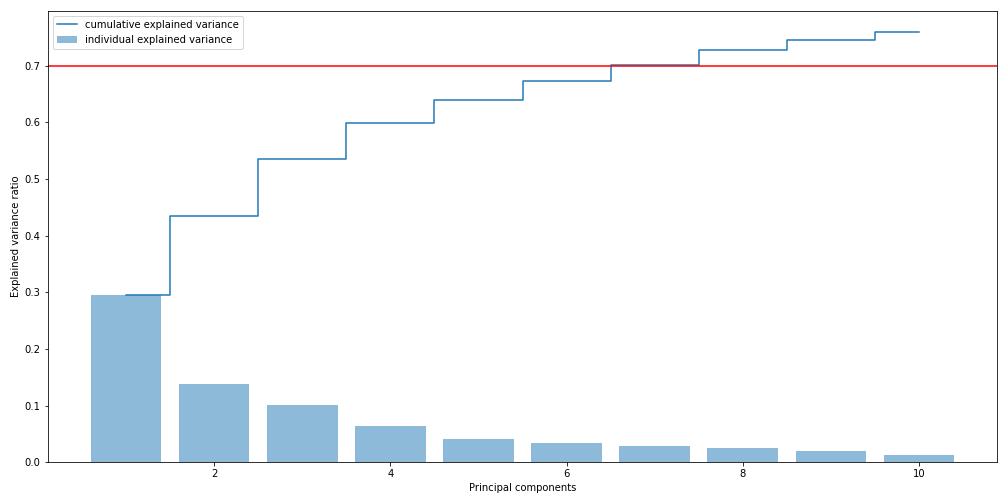 cumulative explained variance
individual explained variance
0.7
0.6
0.5
0.4
0.3
0.2
0.1
0.0
Explained variance ratio
2 4 6 8 10
Principal components